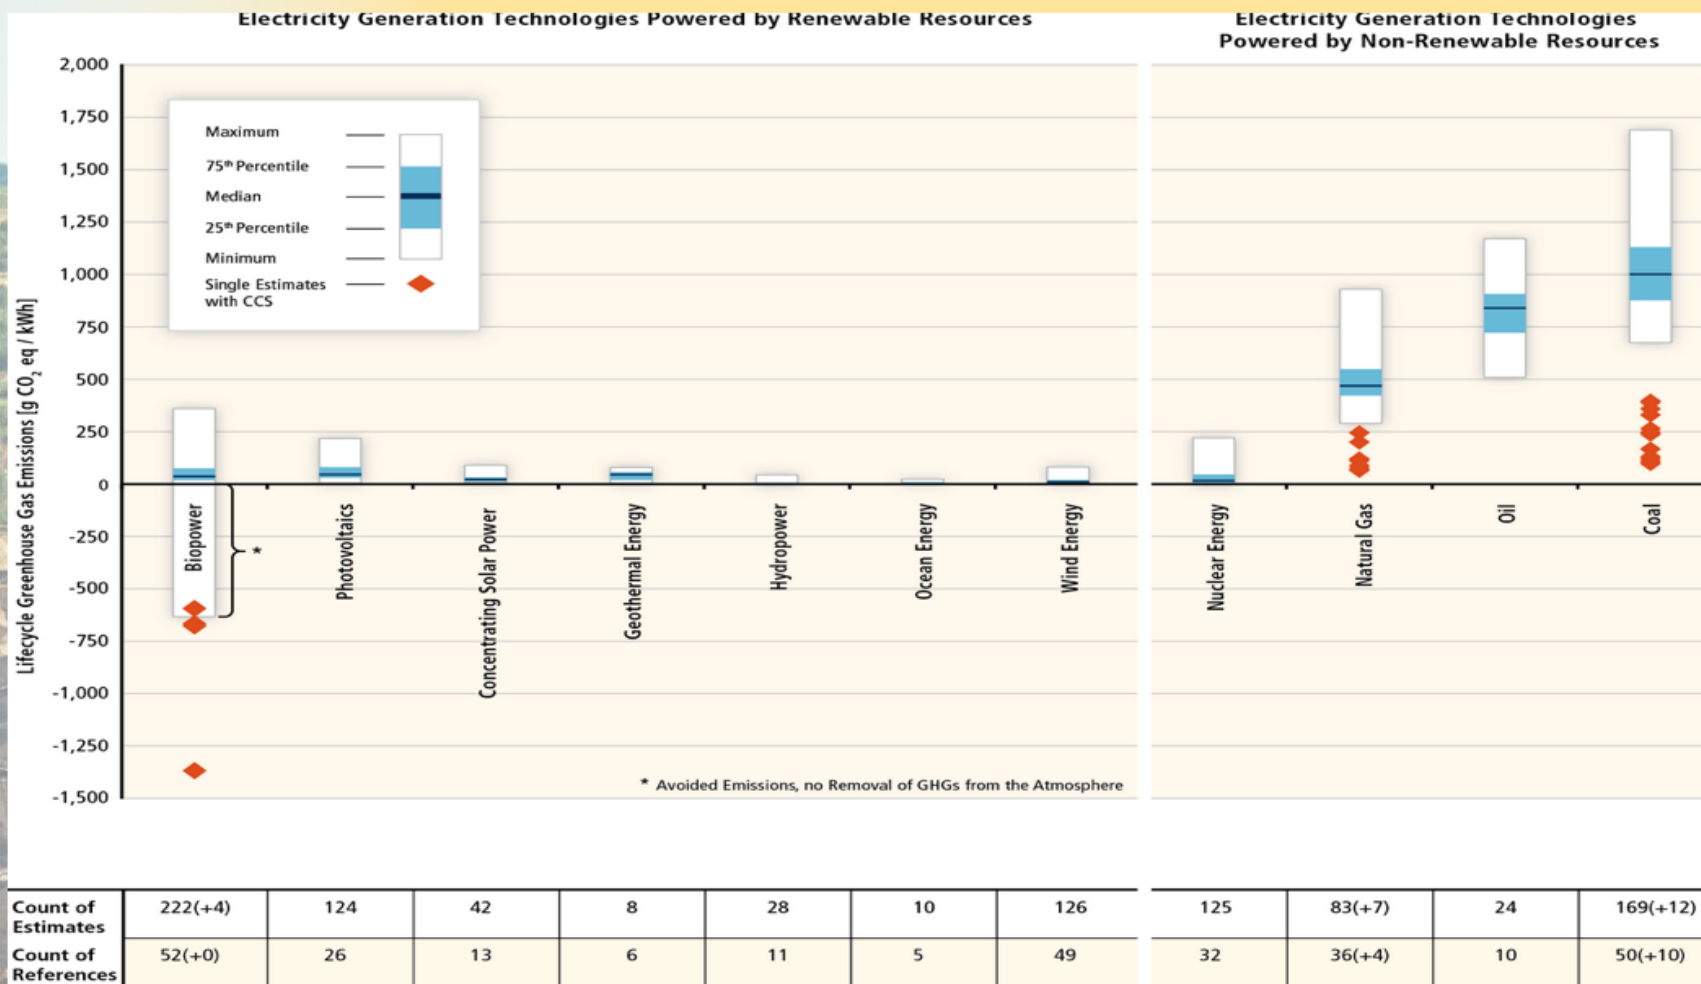 Electricity Generation Technologies Powered by Renewable Resources
Electricity Generation Technologies
Powered by Non-Renewable Resources
Lifecycle Greenhouse Gas Emissions [g CO₂ eq / kWh]
2,000
1,750
1,500
1,250
1,000
750
500
250
0
-250
-500
-750
-1,000
-1,250
-1,500
Maximum
75th Percentile
Median
25th Percentile
Minimum
Single Estimates
with CCS
*
Biopower
Photovoltaics
Concentrating Solar Power
Geothermal Energy
Hydropower
Ocean Energy
Wind Energy
Nuclear Energy
Natural Gas
Oil
Coal
* Avoided Emissions, no Removal of GHGs from the Atmosphere
Count of
Estimates
222(+4) 124 42 8 28 10 126 125 83(+7) 24 169(+12)
Count of
References
52(+0) 26 13 6 11 5 49 32 36(+4) 10 50(+10)